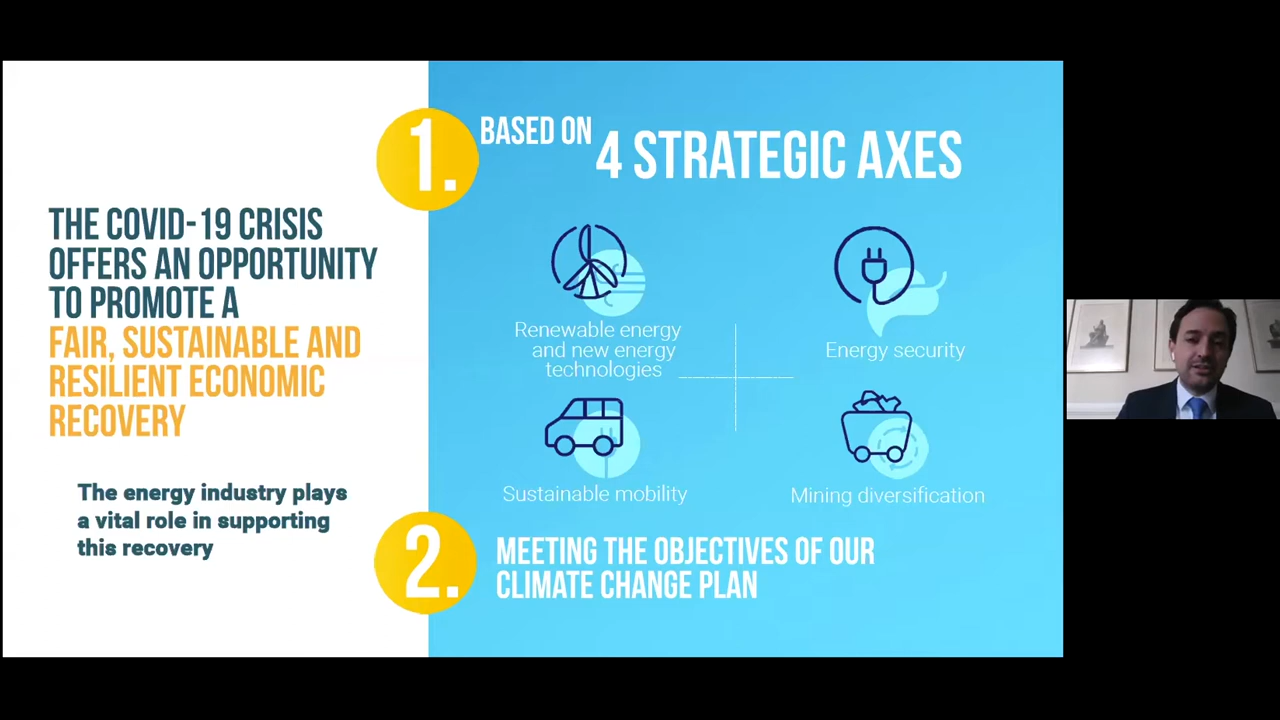 THE COVID-19 CRISIS
OFFERS AN OPPORTUNITY
TO PROMOTE A
FAIR, SUSTAINABLE AND
RESILIENT ECONOMIC
RECOVERY
The energy industry plays
a vital role in supporting
this recovery
1.
BASED ON
4 STRATEGIC AXES
Renewable energy
and new energy
technologies
Energy security
Sustainable mobility
Mining diversification
2.
MEETING THE OBJECTIVES OF OUR
CLIMATE CHANGE PLAN